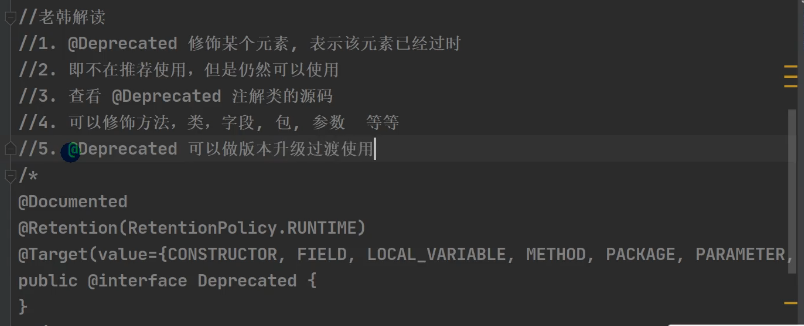 //老韩解读
//1. @Deprecated 修饰某个元素, 表示该元素已经过时
//2. 即不在推荐使用，但是仍然可以使用
//3. 查看 @Deprecated 注解类的源码
//4. 可以修饰方法，类，字段, 包, 参数 等等
//5. @Deprecated 可以做版本升级过渡使用
/*
@Documented
@Retention(RetentionPolicy.RUNTIME)
@Target(value={CONSTRUCTOR, FIELD, LOCAL_VARIABLE, METHOD, PACKAGE, PARAMETER,
public @interface Deprecated {
}